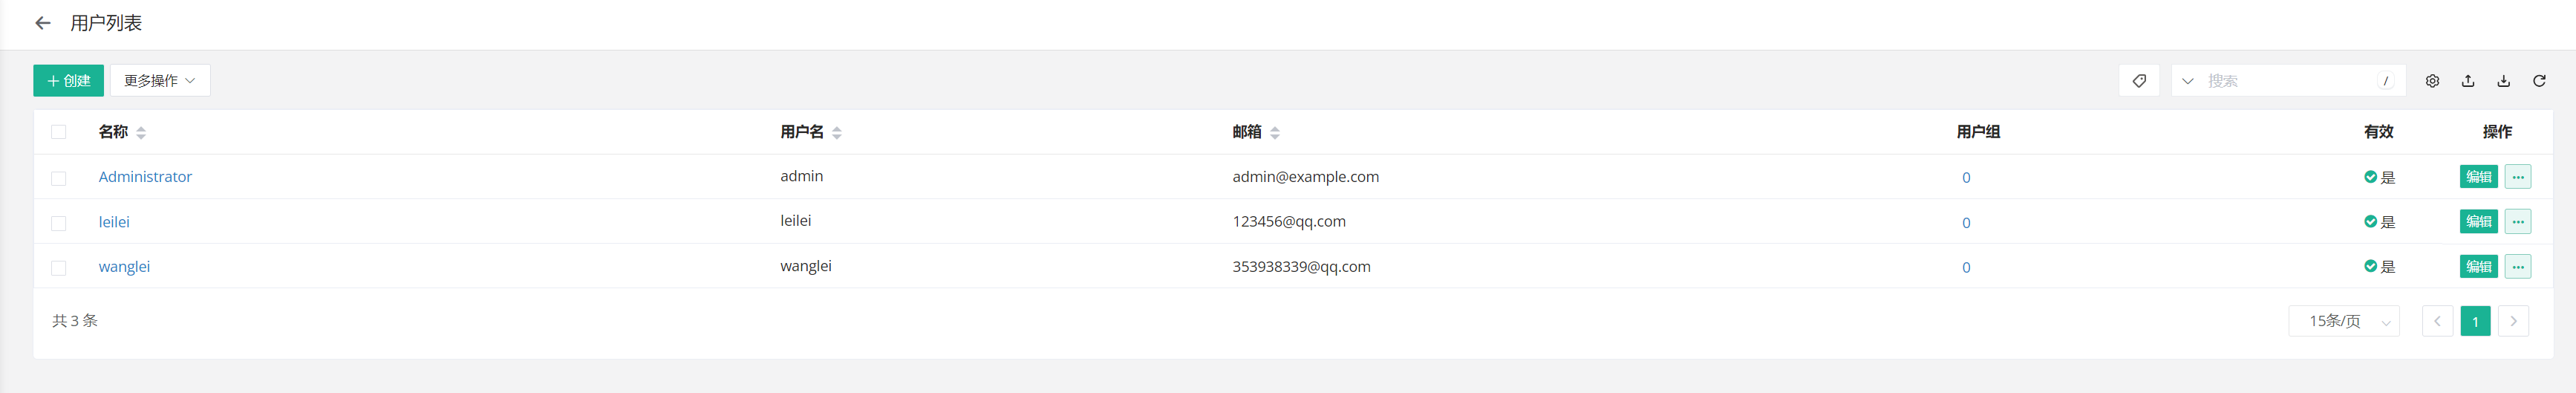 用户列表
创建 更多操作 搜索 /
名称 用户名 邮箱 用户组 有效 操作
Administrator admin admin@example.com 0 是 编辑 ...
leilei leilei 123456@qq.com 0 是 编辑 ...
wanglei wanglei 353938339@qq.com 0 是 编辑 ...
共 3 条 15条/页 1